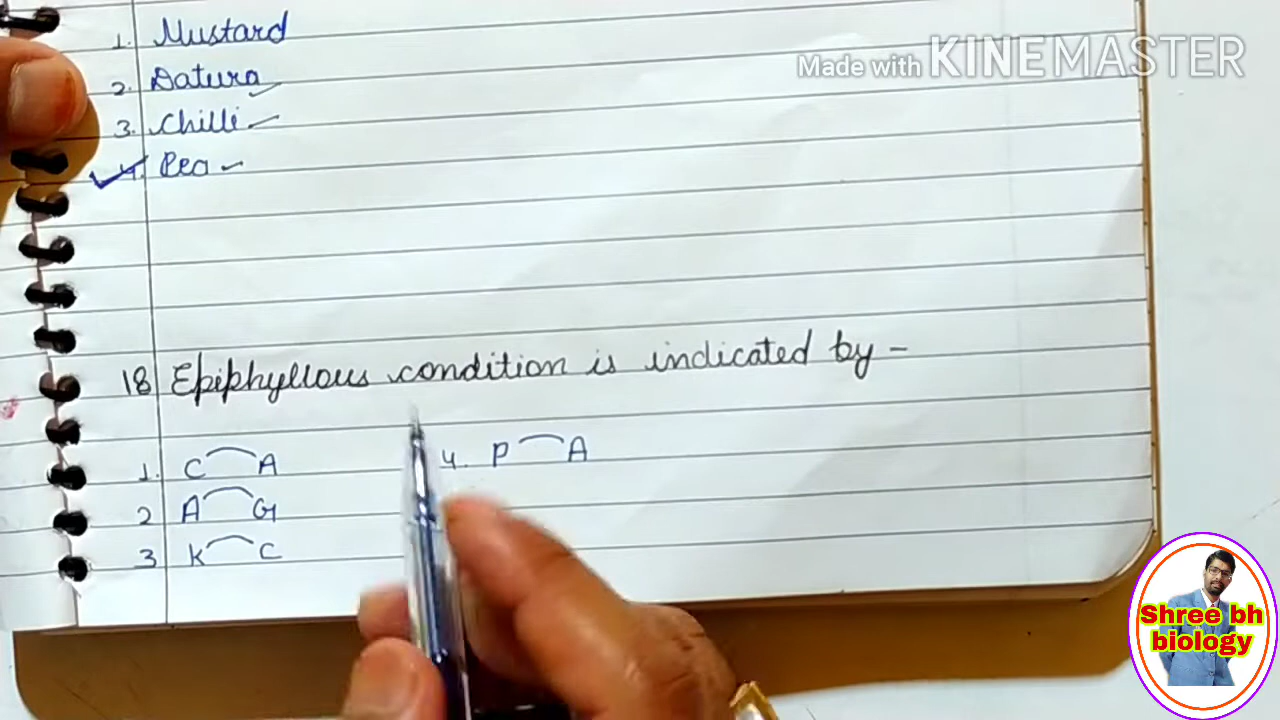 1. Mustard
Made with KINEMASTER
2. Datura
3. Chilli
4. Pea
18 Epiphyllous condition is indicated by -
1. C A
4. P A
2 A G
3 K C
Shree bh
biology